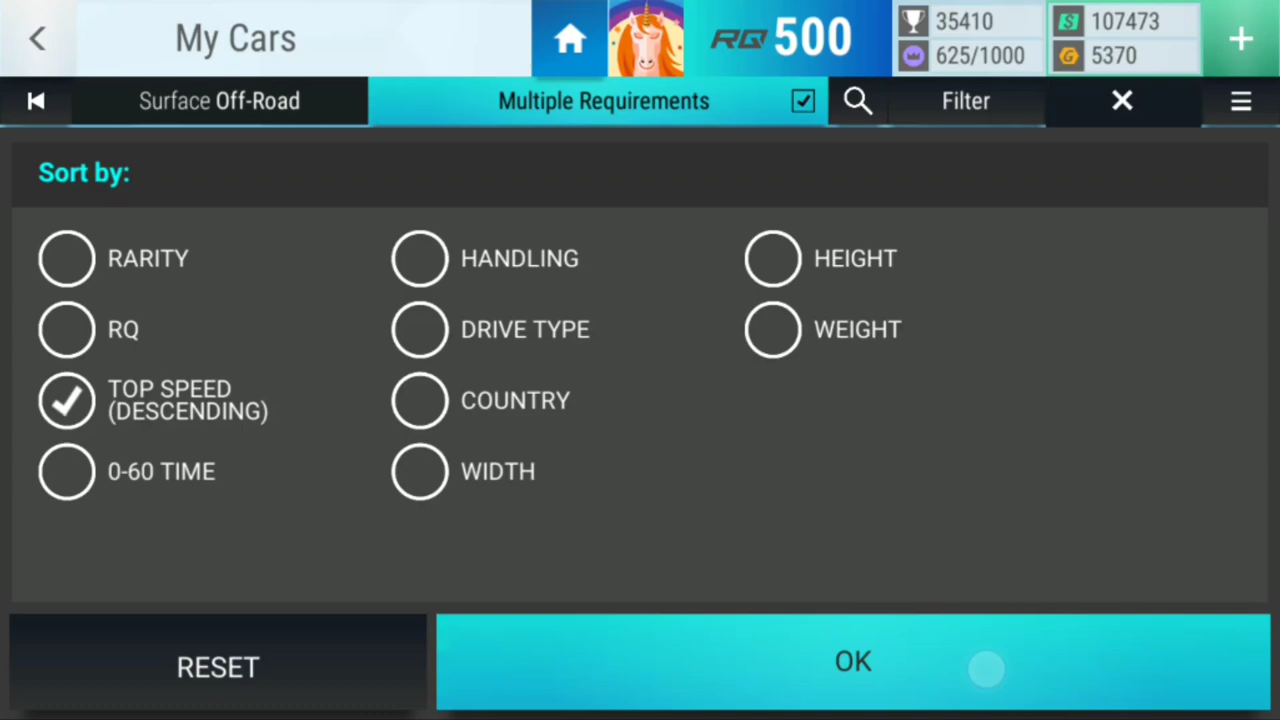 My Cars
RQ 500
35410
625/1000
107473
5370
Surface Off-Road
Multiple Requirements
Filter
Sort by:
RARITY
HANDLING
HEIGHT
RQ
DRIVE TYPE
WEIGHT
TOP SPEED
(DESCENDING)
COUNTRY
0-60 TIME
WIDTH
RESET
OK